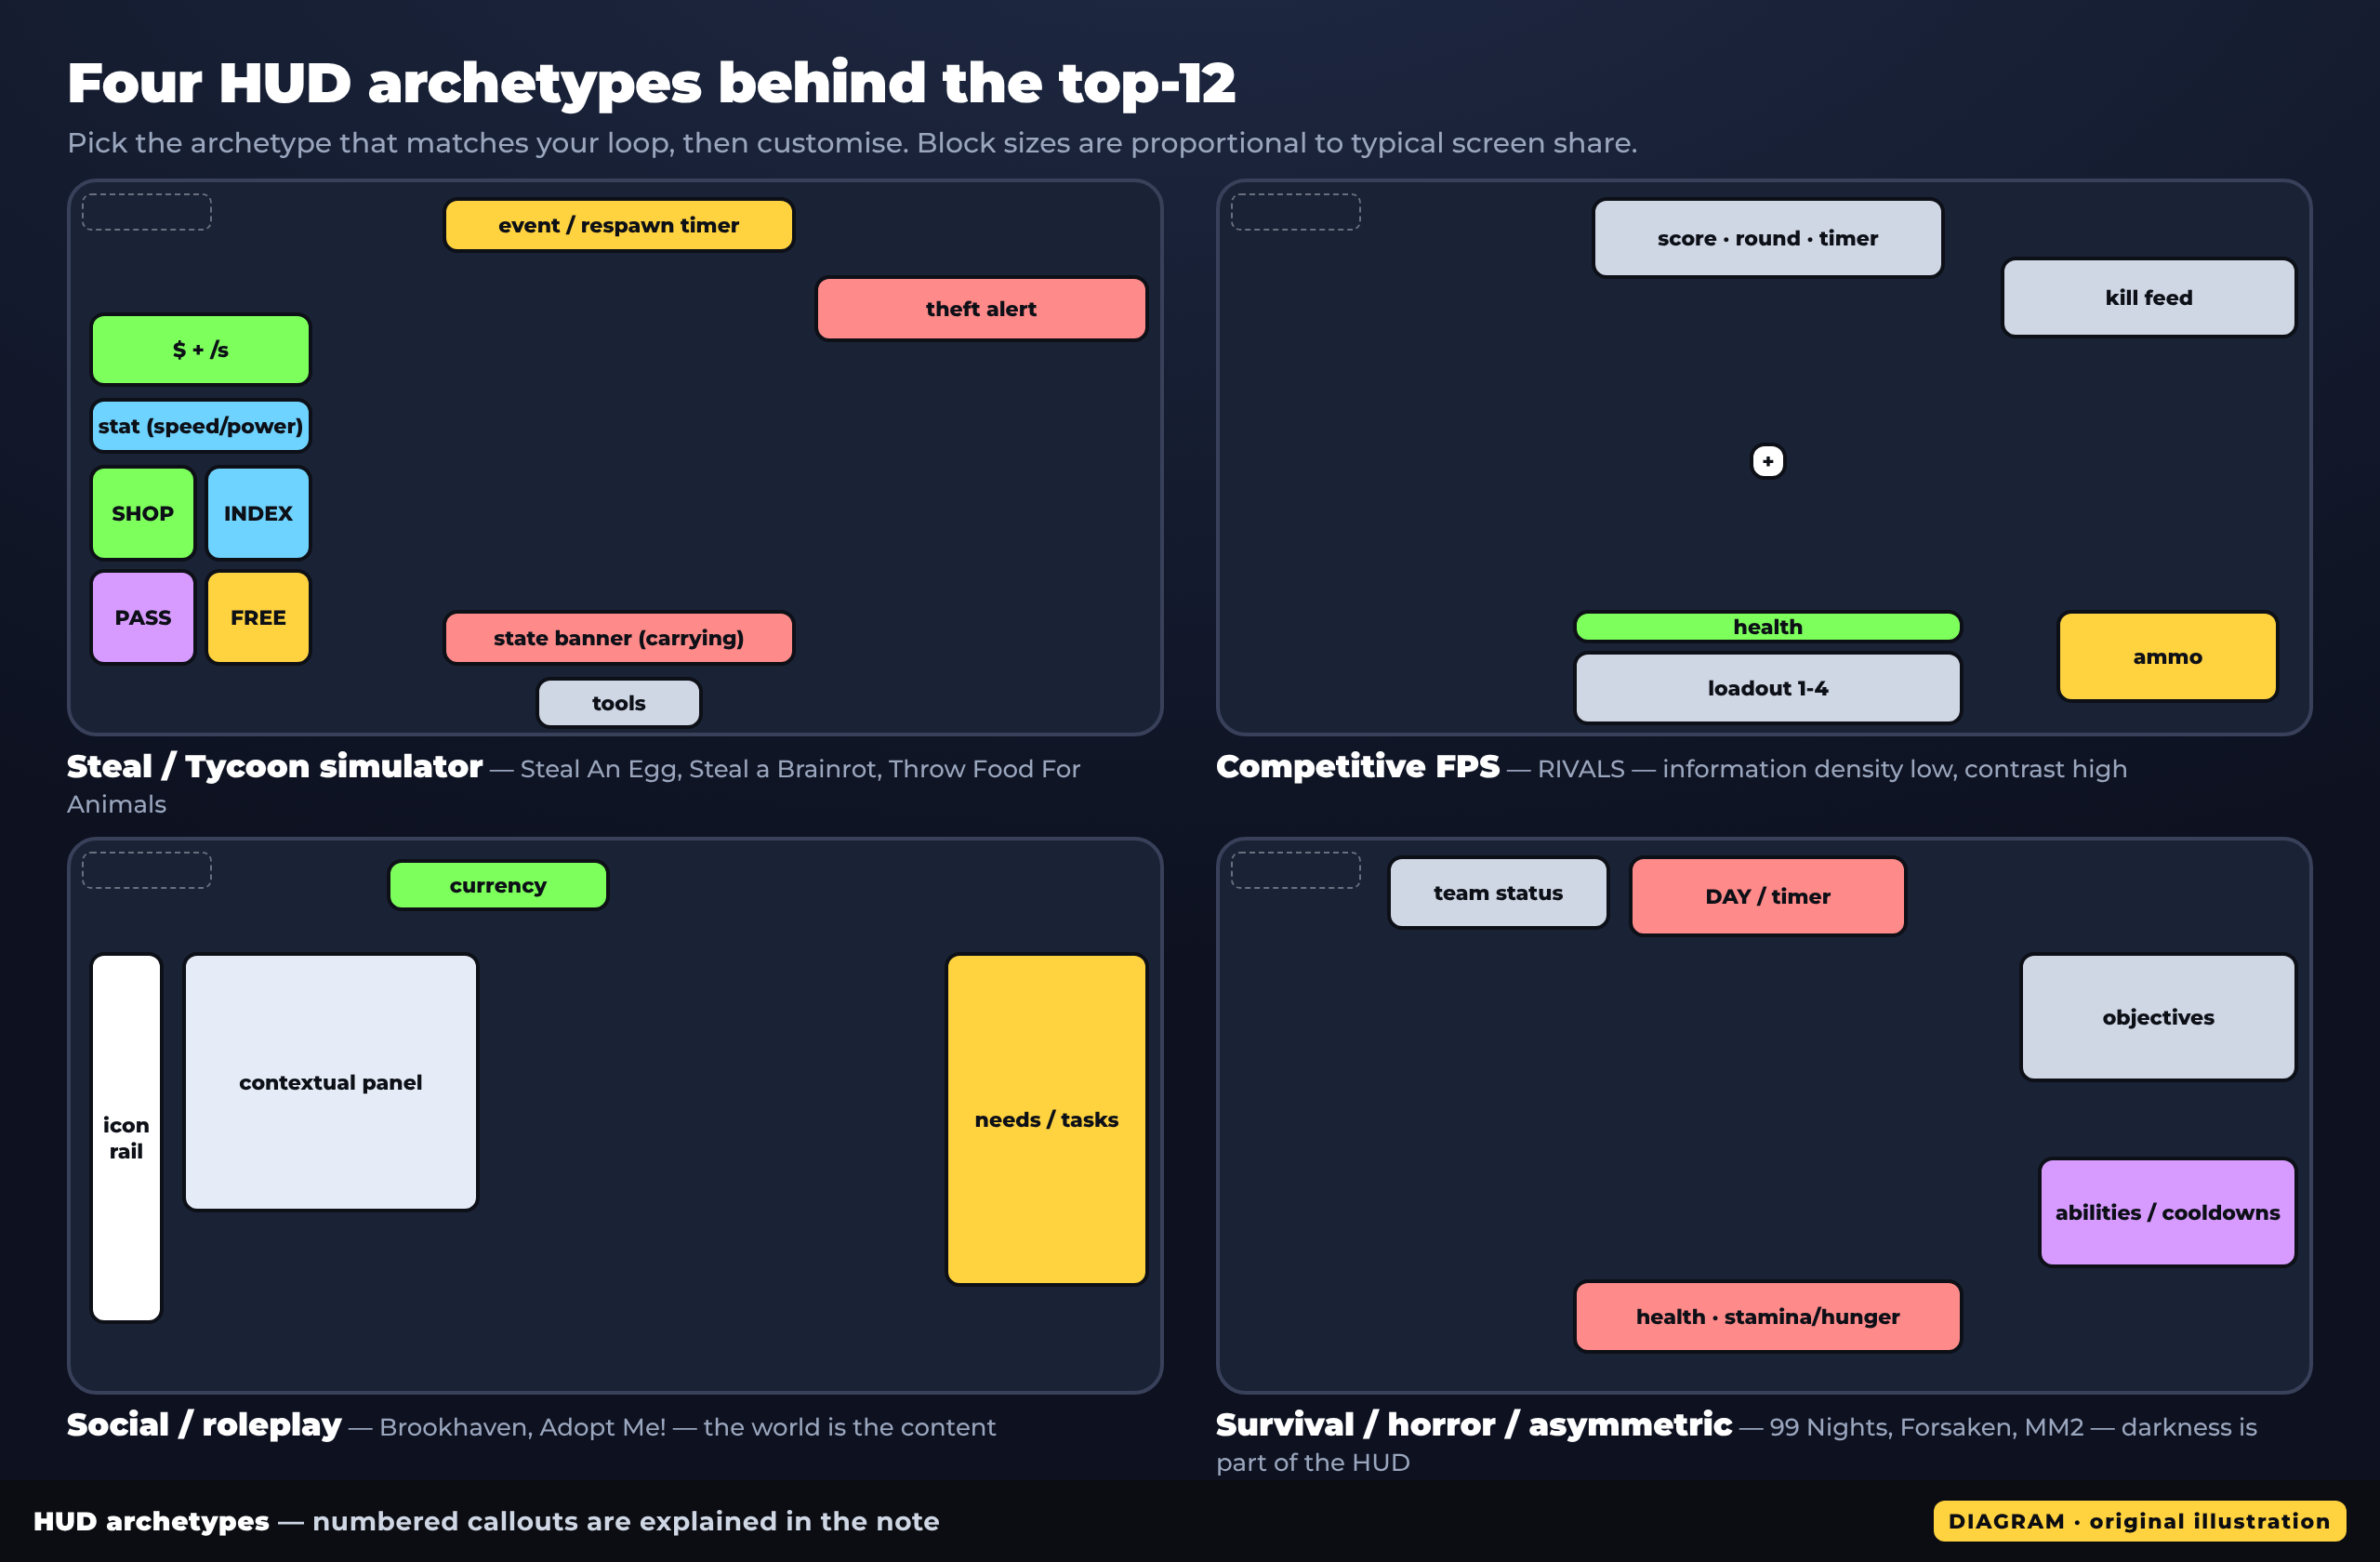 Four HUD archetypes behind the top-12
Pick the archetype that matches your loop, then customise. Block sizes are proportional to typical screen share.
event / respawn timer
theft alert
$ + /s
stat (speed/power)
SHOP
INDEX
PASS
FREE
state banner (carrying)
tools
Steal / Tycoon simulator — Steal An Egg, Steal a Brainrot, Throw Food For
Animals
score · round · timer
kill feed
+
health
loadout 1-4
ammo
Competitive FPS — RIVALS — information density low, contrast high
currency
icon
rail
contextual panel
needs / tasks
Social / roleplay — Brookhaven, Adopt Me! — the world is the content
team status
DAY / timer
objectives
abilities / cooldowns
health · stamina/hunger
Survival / horror / asymmetric — 99 Nights, Forsaken, MM2 — darkness is
part of the HUD
HUD archetypes — numbered callouts are explained in the note
DIAGRAM · original illustration